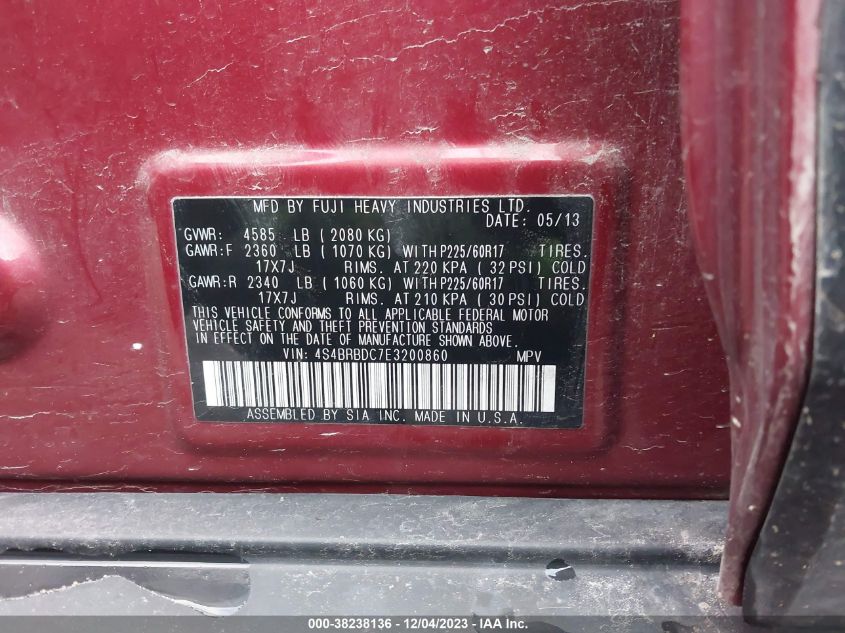 MFD BY FUJI HEAVY INDUSTRIES LTD.
DATE: 05/13
GVWR: 4585 LB ( 2080 KG)
GAWR:F 2360 LB ( 1070 KG) WITH P225/60R17 TIRES.
17X7J RIMS. AT 220 KPA ( 32 PSI) COLD
GAWR:R 2340 LB ( 1060 KG) WITH P225/60R17 TIRES.
17X7J RIMS. AT 210 KPA ( 30 PSI) COLD
THIS VEHICLE CONFORMS TO ALL APPLICABLE FEDERAL MOTOR
VEHICLE SAFETY AND THEFT PREVENTION STANDARDS
IN EFFECT ON THE DATE OF MANUFACTURE SHOWN ABOVE.
VIN: 4S4BRBDC7E3200860 MPV
ASSEMBLED BY SIA INC. MADE IN U.S.A.
000-38238136 - 12/04/2023 - IAA Inc.